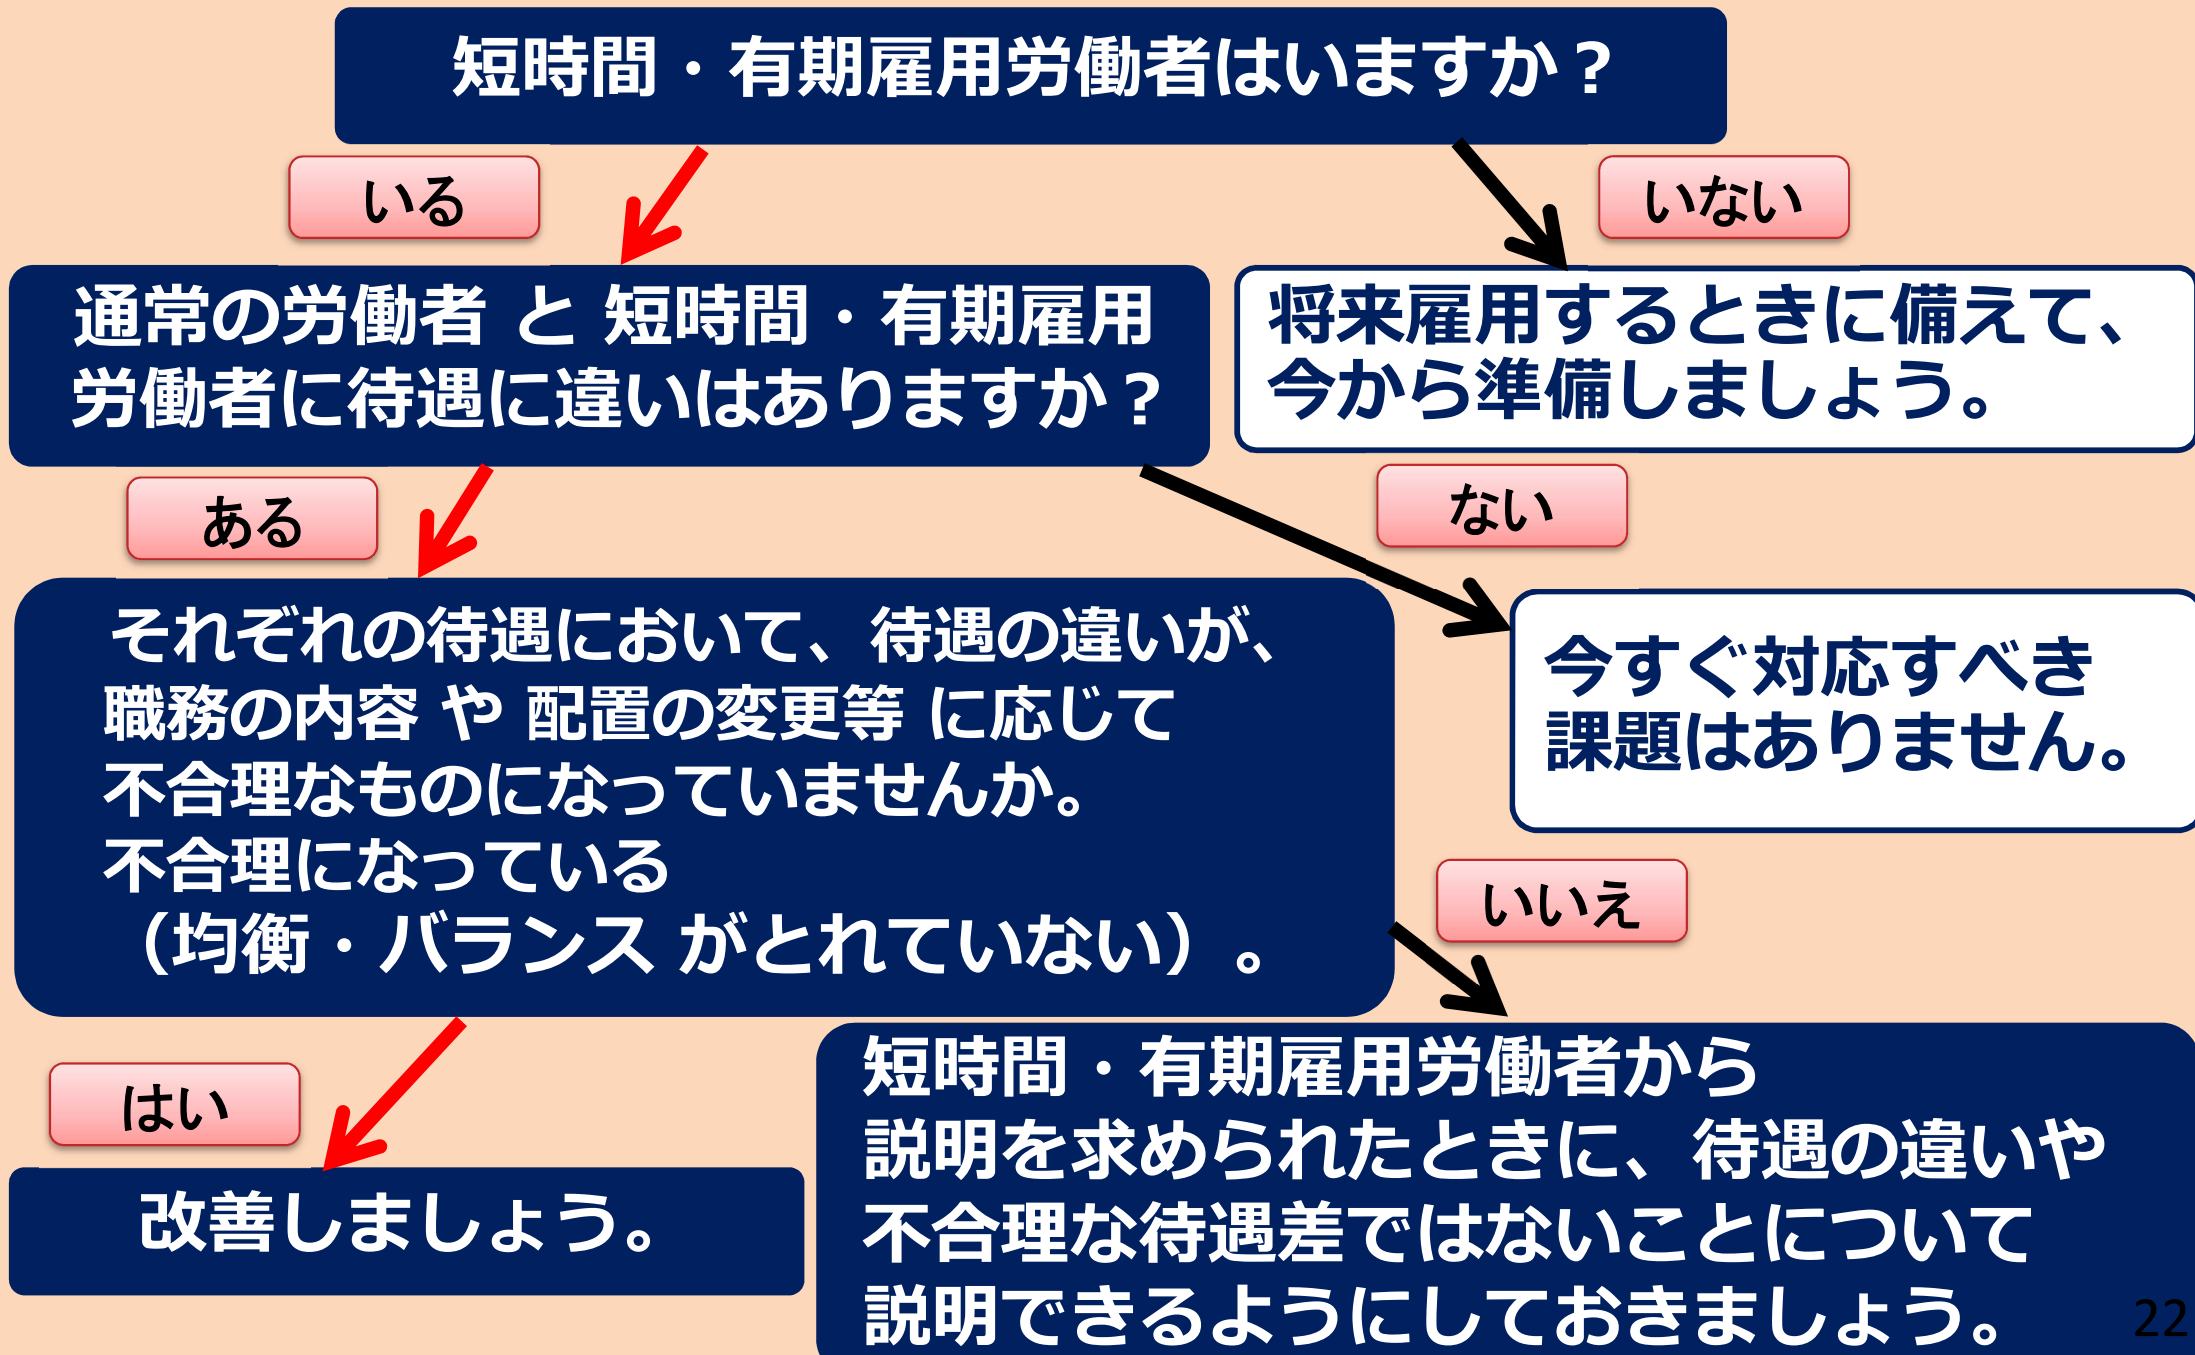 短時間・有期雇用労働者はいますか？
いる
いない
通常の労働者 と 短時間・有期雇用
労働者に待遇に違いはありますか？
将来雇用するときに備えて、
今から準備しましょう。
ある
ない
それぞれの待遇において、待遇の違いが、
職務の内容 や 配置の変更等 に応じて
不合理なものになっていませんか。
不合理になっている
（均衡・バランス がとれていない）。
今すぐ対応すべき
課題はありません。
いいえ
はい
改善しましょう。
短時間・有期雇用労働者から
説明を求められたときに、待遇の違いや
不合理な待遇差ではないことについて
説明できるようにしておきましょう。
22